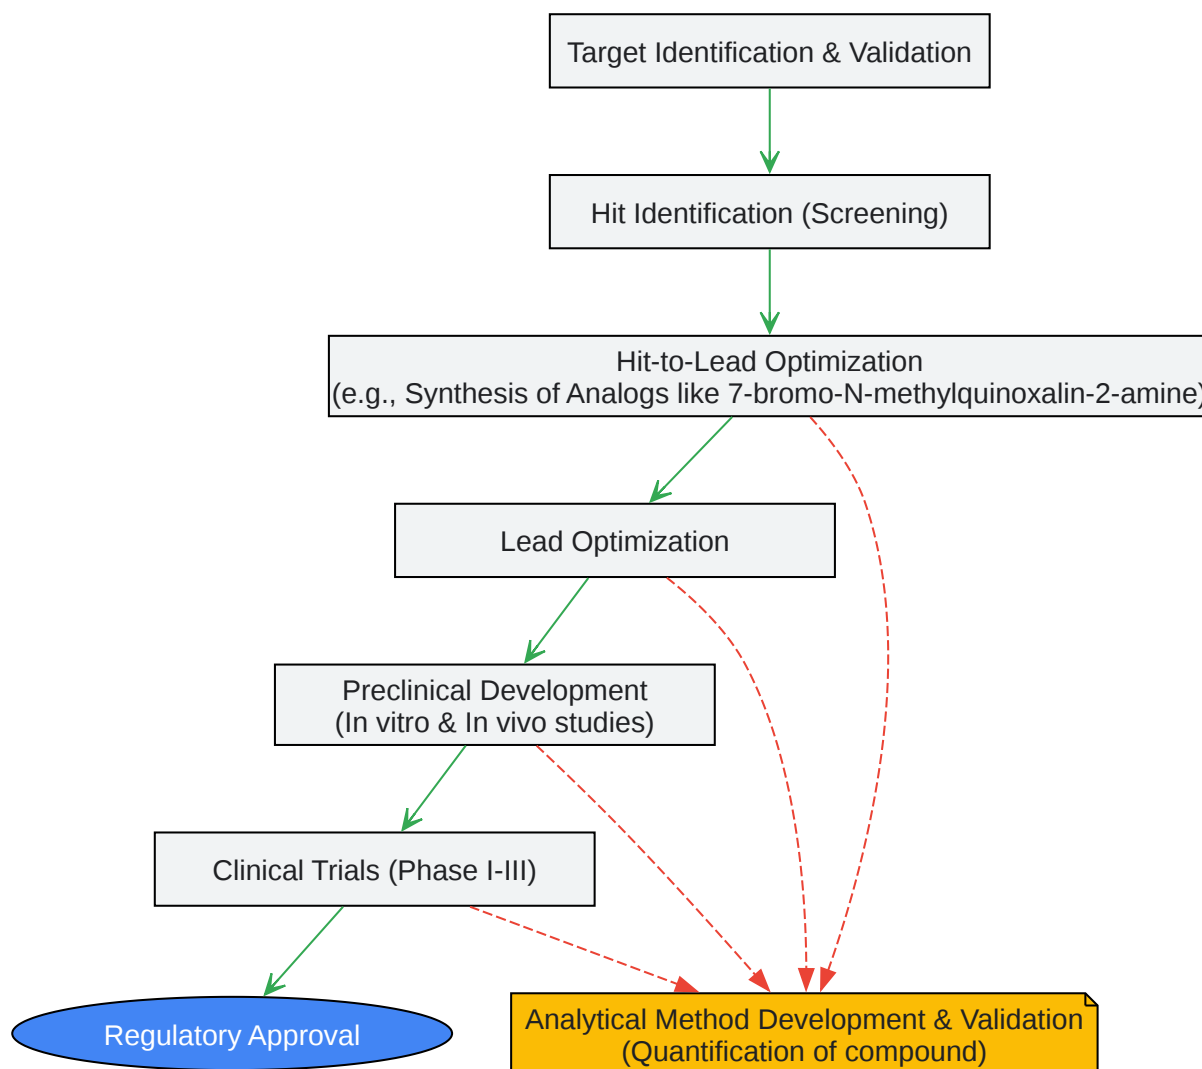 Target Identification & Validation
Hit Identification (Screening)
Hit-to-Lead Optimization
(e.g., Synthesis of Analogs like 7-bromo-N-methylquinoxalin-2-amine)
Lead Optimization
Preclinical Development
(In vitro & In vivo studies)
Clinical Trials (Phase I-III)
Regulatory Approval
Analytical Method Development & Validation
(Quantification of compound)